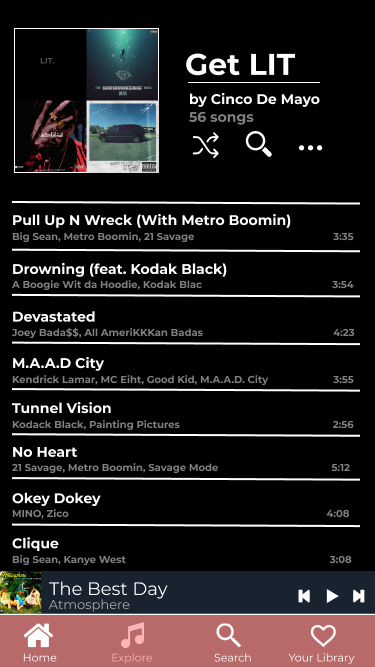 LIT.
DROWNING
Get LIT
by Cinco De Mayo
56 songs
Pull Up N Wreck (With Metro Boomin)
Big Sean, Metro Boomin, 21 Savage 3:35
Drowning (feat. Kodak Black)
A Boogie Wit da Hoodie, Kodak Blac 3:54
Devastated
Joey Bada$$, All AmeriKKKan Badas 4:23
M.A.A.D City
Kendrick Lamar, MC Eiht, Good Kid, M.A.A.D. City 3:55
Tunnel Vision
Kodack Black, Painting Pictures 2:56
No Heart
21 Savage, Metro Boomin, Savage Mode 5:12
Okey Dokey
MINO, Zico 4:08
Clique
Big Sean, Kanye West 3:08
The Best Day
Atmosphere
Home Explore Search Your Library